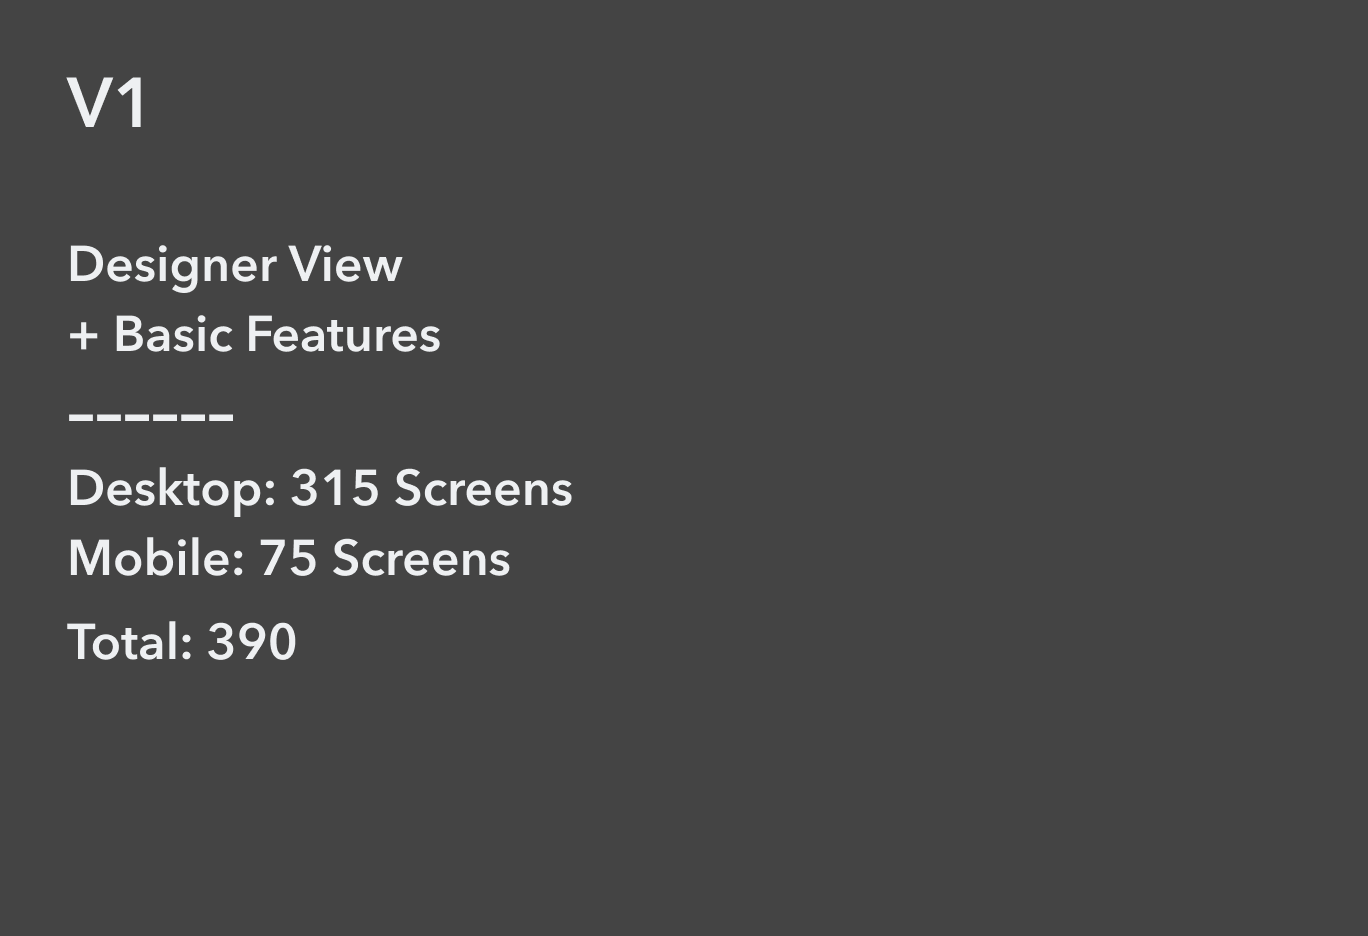 V1
Designer View
+ Basic Features
––––––
Desktop: 315 Screens
Mobile: 75 Screens
Total: 390